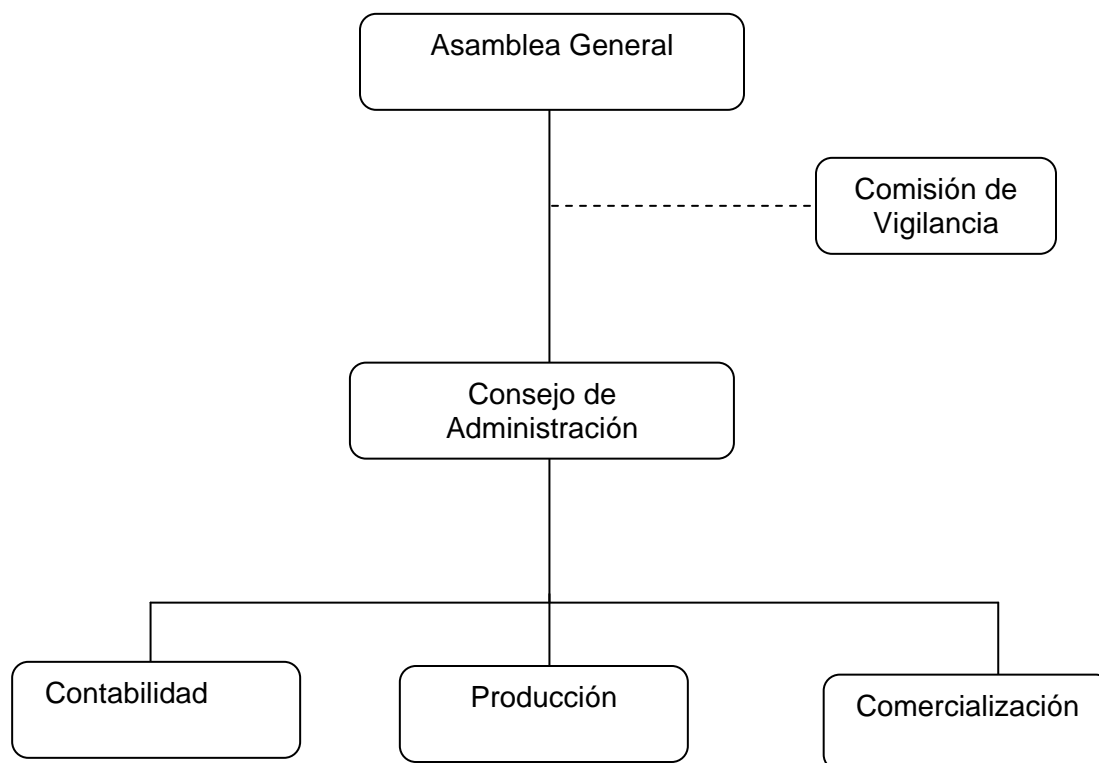 Asamblea General
Comisión de
Vigilancia
Consejo de
Administración
Contabilidad
Producción
Comercialización